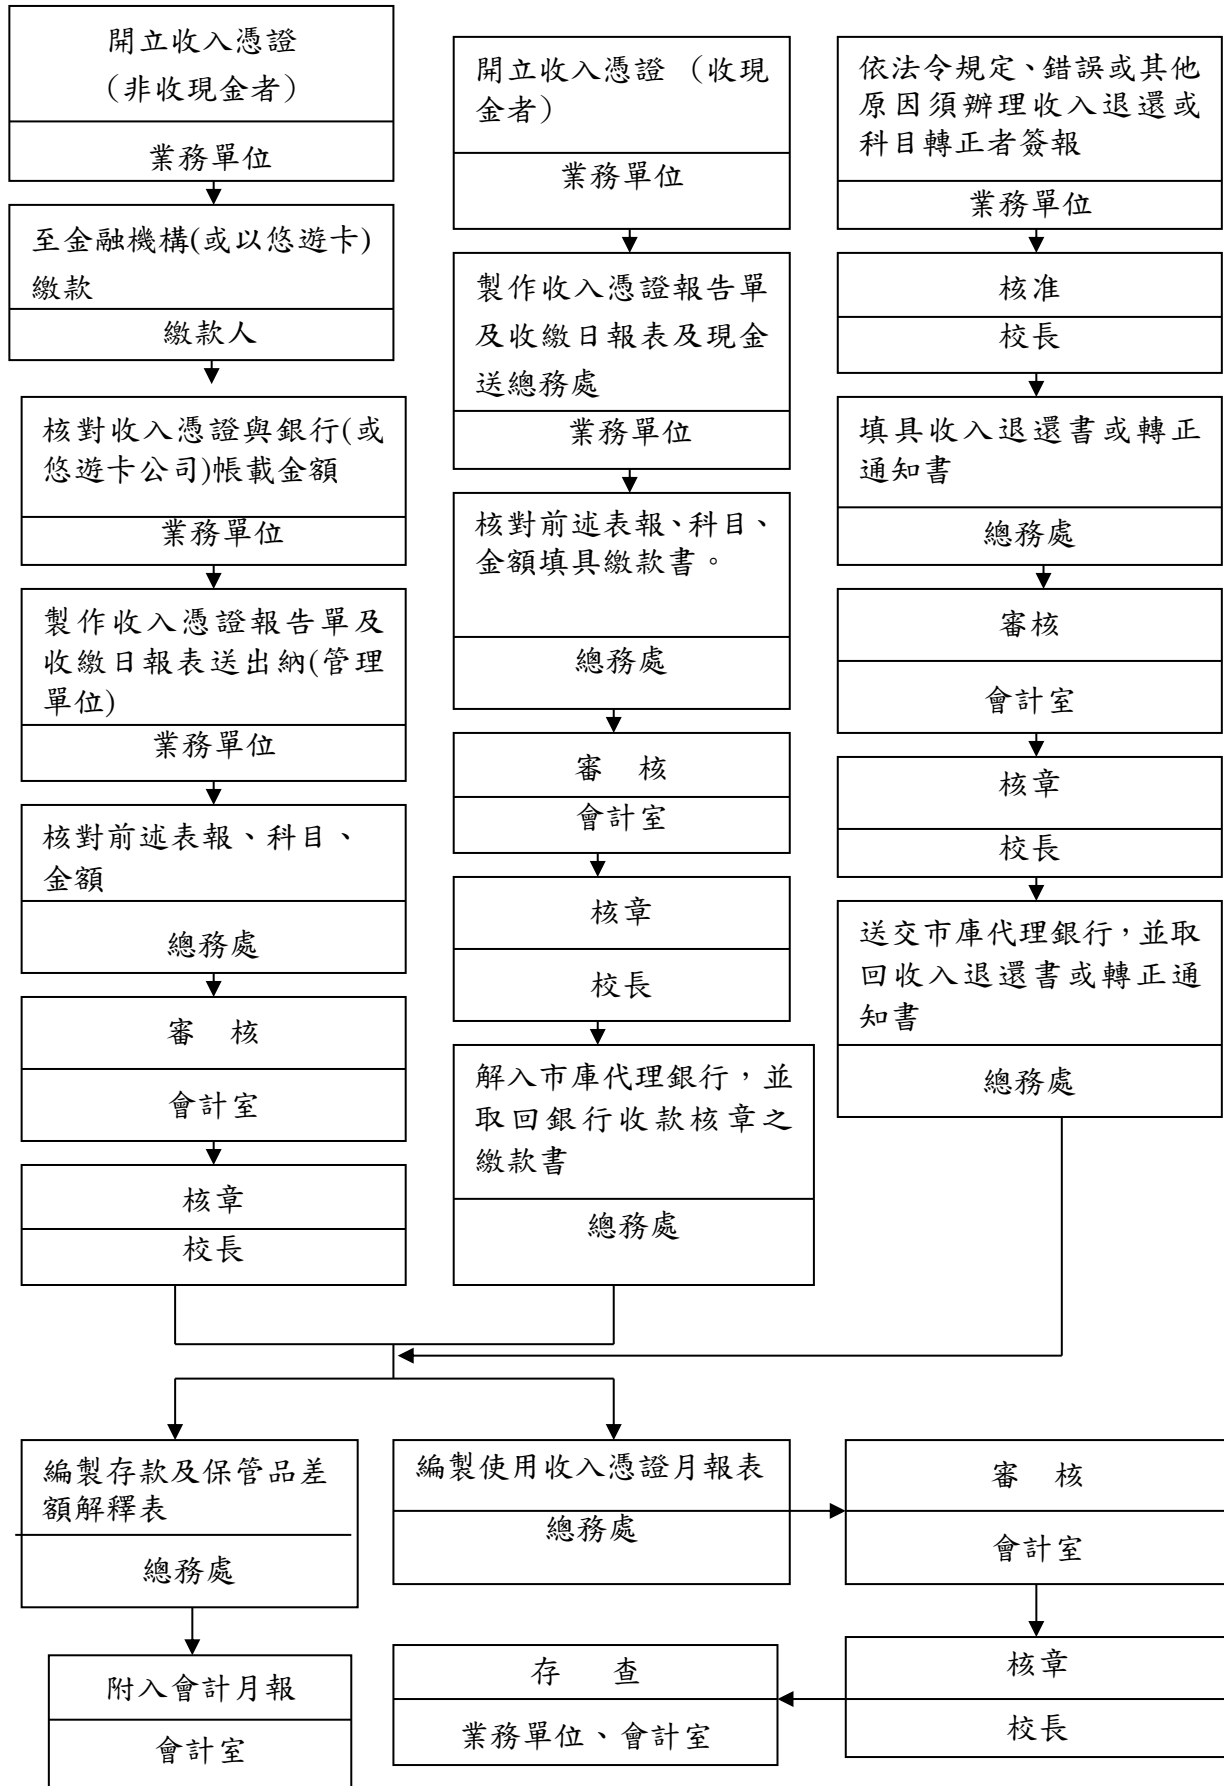 開立收入憑證
（非收現金者）
業務單位
至金融機構(或以悠遊卡)
繳款
繳款人
核對收入憑證與銀行(或
悠遊卡公司)帳載金額
業務單位
製作收入憑證報告單及
收繳日報表送出納(管理
單位)
業務單位
核對前述表報、科目、
金額
總務處
審　核
會計室
核章
校長
開立收入憑證 （收現
金者）
業務單位
製作收入憑證報告單
及收繳日報表及現金
送總務處
業務單位
核對前述表報、科目、
金額填具繳款書。
總務處
審　核
會計室
核章
校長
解入市庫代理銀行，並
取回銀行收款核章之
繳款書
總務處
依法令規定、錯誤或其他
原因須辦理收入退還或
科目轉正者簽報
業務單位
核准
校長
填具收入退還書或轉正
通知書
總務處
審核
會計室
核章
校長
送交市庫代理銀行，並取
回收入退還書或轉正通
知書
總務處
編製存款及保管品差
額解釋表
總務處
附入會計月報
會計室
編製使用收入憑證月報表
總務處
審　核
會計室
核章
校長
存　　查
業務單位、會計室